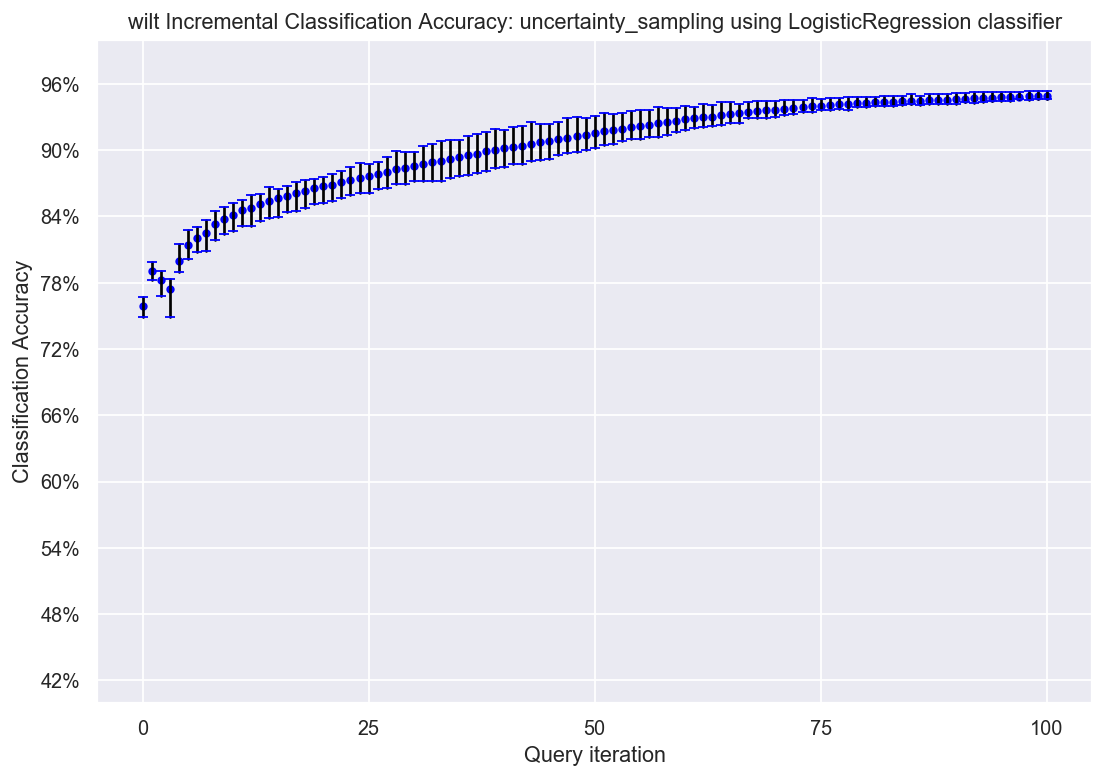 wilt Incremental Classification Accuracy: uncertainty_sampling using LogisticRegression classifier
96%
90%
84%
78%
72%
66%
60%
54%
48%
42%
Classification Accuracy
0 25 50 75 100
Query iteration